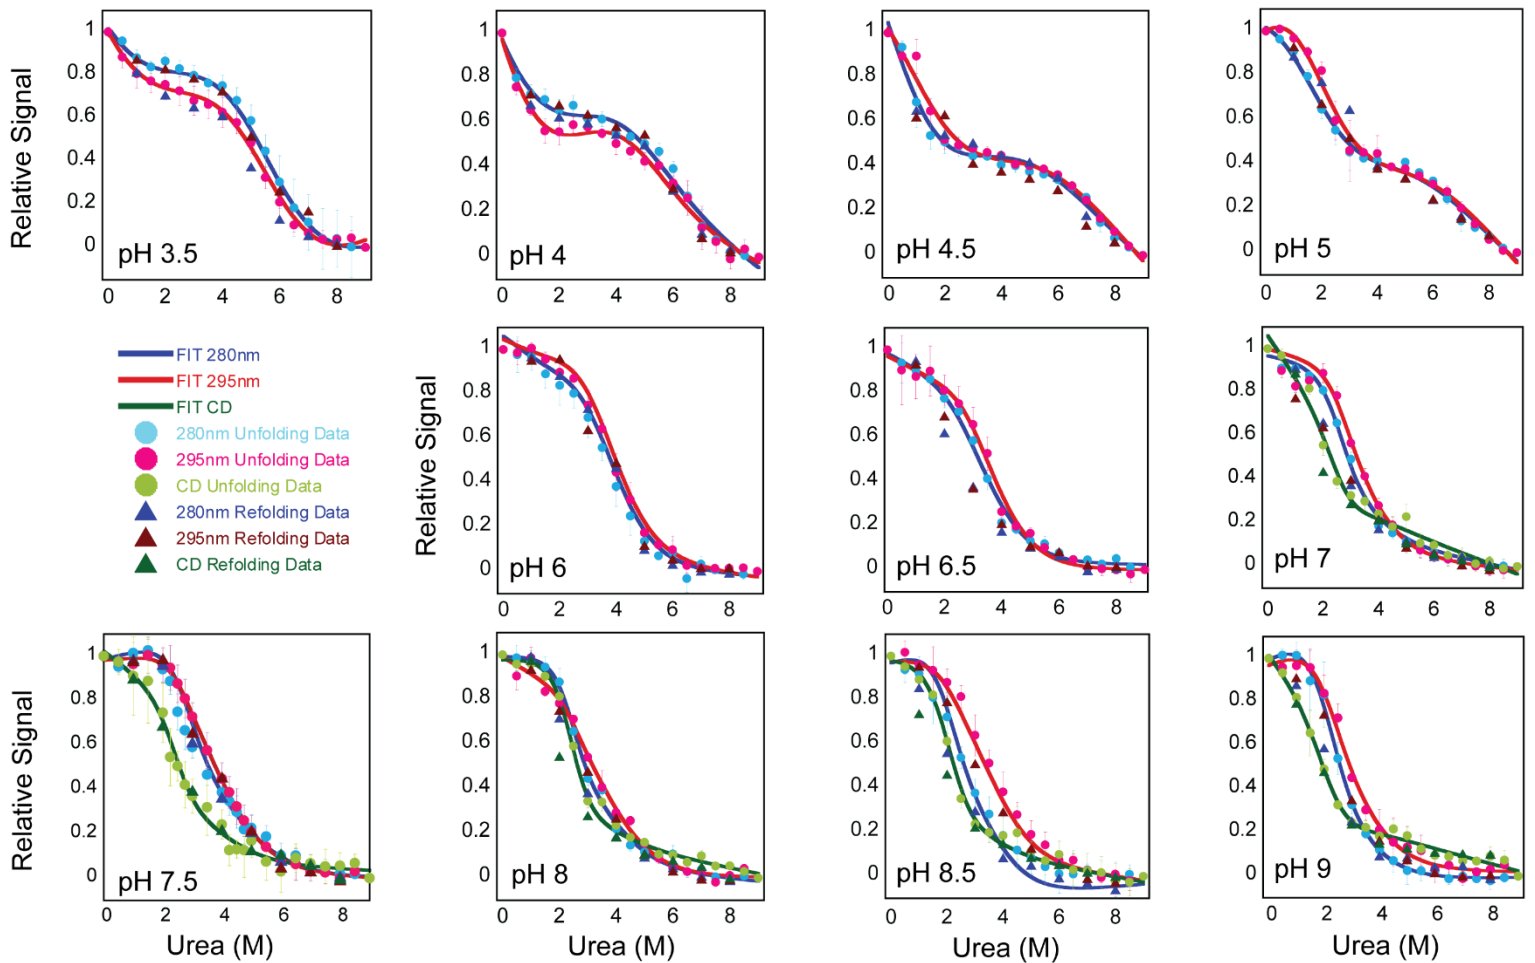 1
0.8
0.6
0.4
0.2
0
Relative Signal
pH 3.5
0 2 4 6 8
1
0.8
0.6
0.4
0.2
0
pH 4
0 2 4 6 8
1
0.8
0.6
0.4
0.2
0
pH 4.5
0 2 4 6 8
1
0.8
0.6
0.4
0.2
0
pH 5
0 2 4 6 8
FIT 280nm
FIT 295nm
FIT CD
280nm Unfolding Data
295nm Unfolding Data
CD Unfolding Data
280nm Refolding Data
295nm Refolding Data
CD Refolding Data
Relative Signal
1
0.8
0.6
0.4
0.2
0
pH 6
0 2 4 6 8
1
0.8
0.6
0.4
0.2
0
pH 6.5
0 2 4 6 8
1
0.8
0.6
0.4
0.2
0
pH 7
0 2 4 6 8
Relative Signal
1
0.8
0.6
0.4
0.2
0
pH 7.5
0 2 4 6 8
Urea (M)
1
0.8
0.6
0.4
0.2
0
pH 8
0 2 4 6 8
1
0.8
0.6
0.4
0.2
0
pH 8.5
0 2 4 6 8
Urea (M)
1
0.8
0.6
0.4
0.2
0
pH 9
0 2 4 6 8
Urea (M)